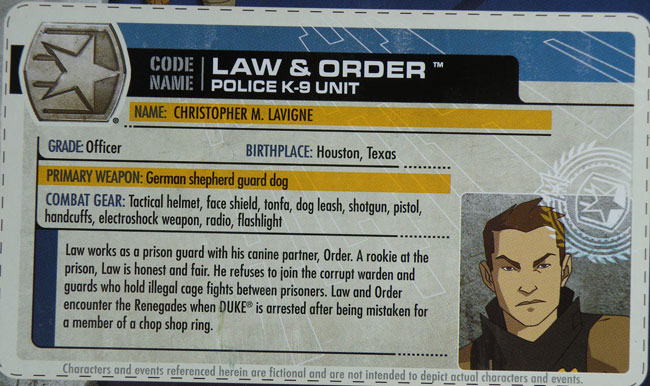 CODE NAME LAW & ORDER™
POLICE K-9 UNIT
®
NAME: CHRISTOPHER M. LAVIGNE
GRADE: Officer BIRTHPLACE: Houston, Texas
PRIMARY WEAPON: German shepherd guard dog
COMBAT GEAR: Tactical helmet, face shield, tonfa, dog leash, shotgun, pistol,
handcuffs, electroshock weapon, radio, flashlight
Law works as a prison guard with his canine partner, Order. A rookie at the
prison, Law is honest and fair. He refuses to join the corrupt warden and
guards who hold illegal cage fights between prisoners. Law and Order
encounter the Renegades when DUKE® is arrested after being mistaken for
a member of a chop shop ring.
Characters and events referenced herein are fictional and are not intended to depict actual characters and events.